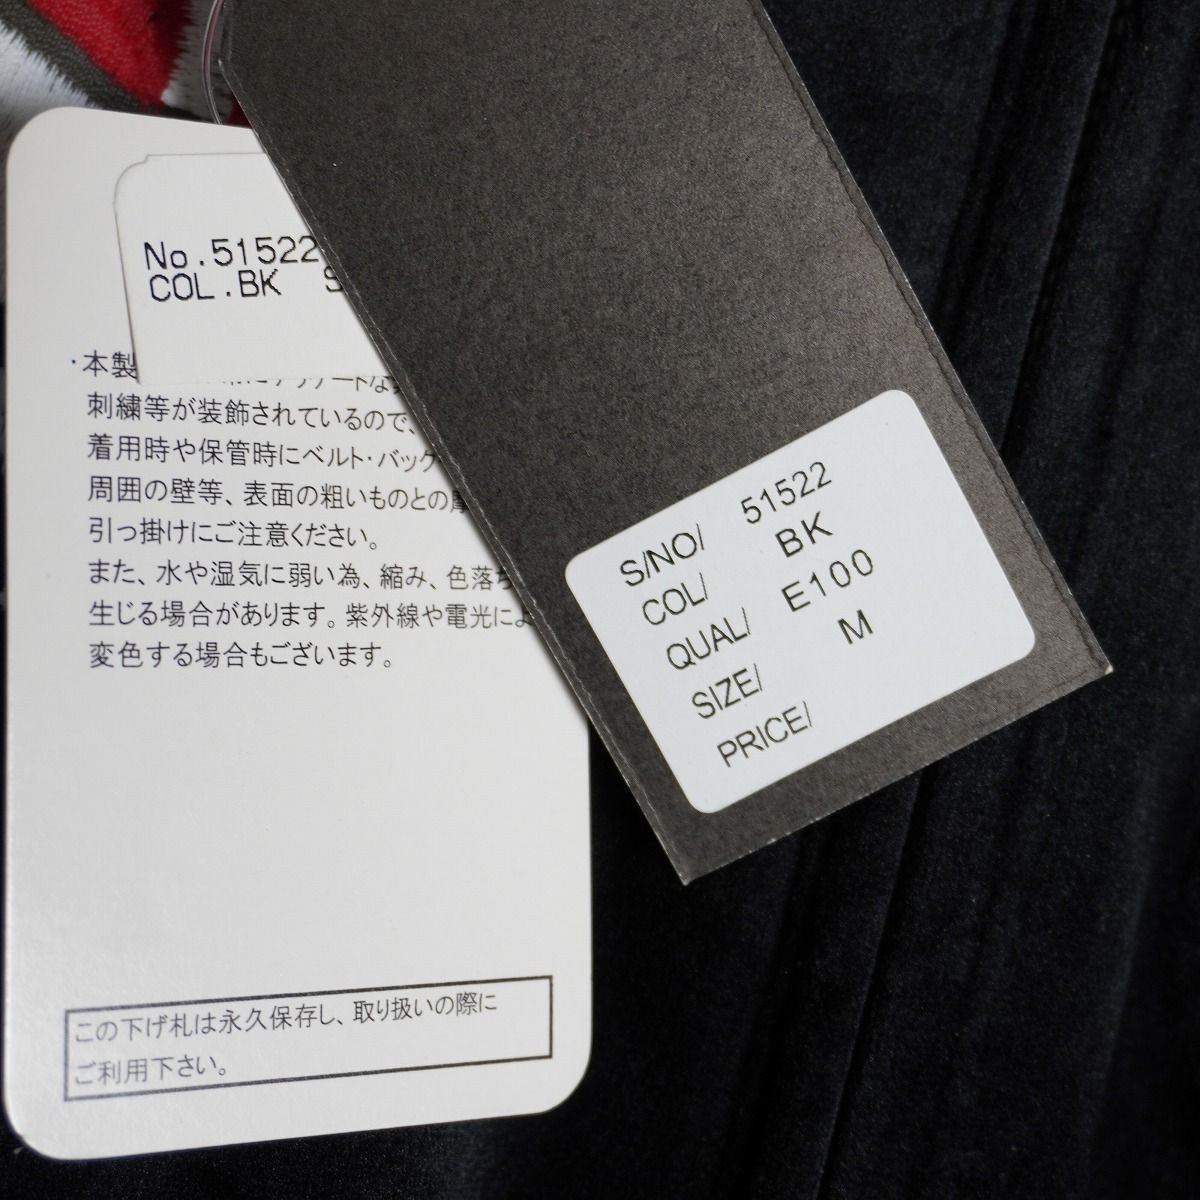 No.51522
COL.BK S
・本製
刺繍等が装飾されているので、
着用時や保管時にベルト・バッグ
周囲の壁等、表面の粗いものとの摩
引っ掛けにご注意ください。
また、水や湿気に弱い為、縮み、色落ち
生じる場合があります。紫外線や電光によ
変色する場合もございます。
この下げ札は永久保存し、取り扱いの際に
ご利用下さい。
S/NO/ 51522
COL/ BK
QUAL/ E100
SIZE/ M
PRICE/